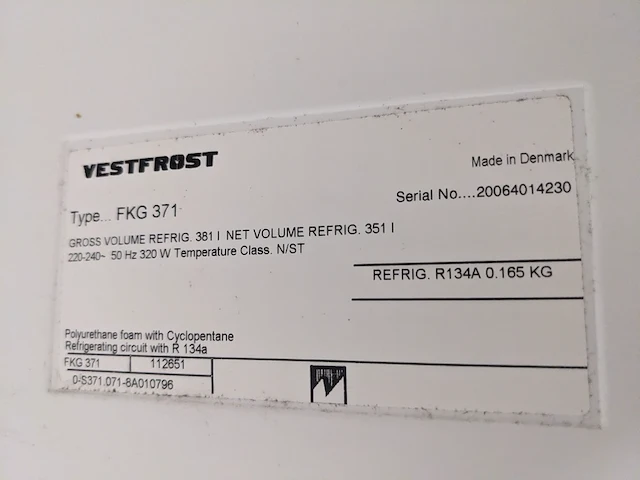 VESTFROST
Made in Denmark
Type... FKG 371
Serial No....20064014230
GROSS VOLUME REFRIG. 381 l NET VOLUME REFRIG. 351 l
220-240~ 50 Hz 320 W Temperature Class. N/ST
REFRIG. R134A 0.165 KG
Polyurethane foam with Cyclopentane
Refrigerating circuit with R 134a
FKG 371 112651
0-S371.071-8A010796